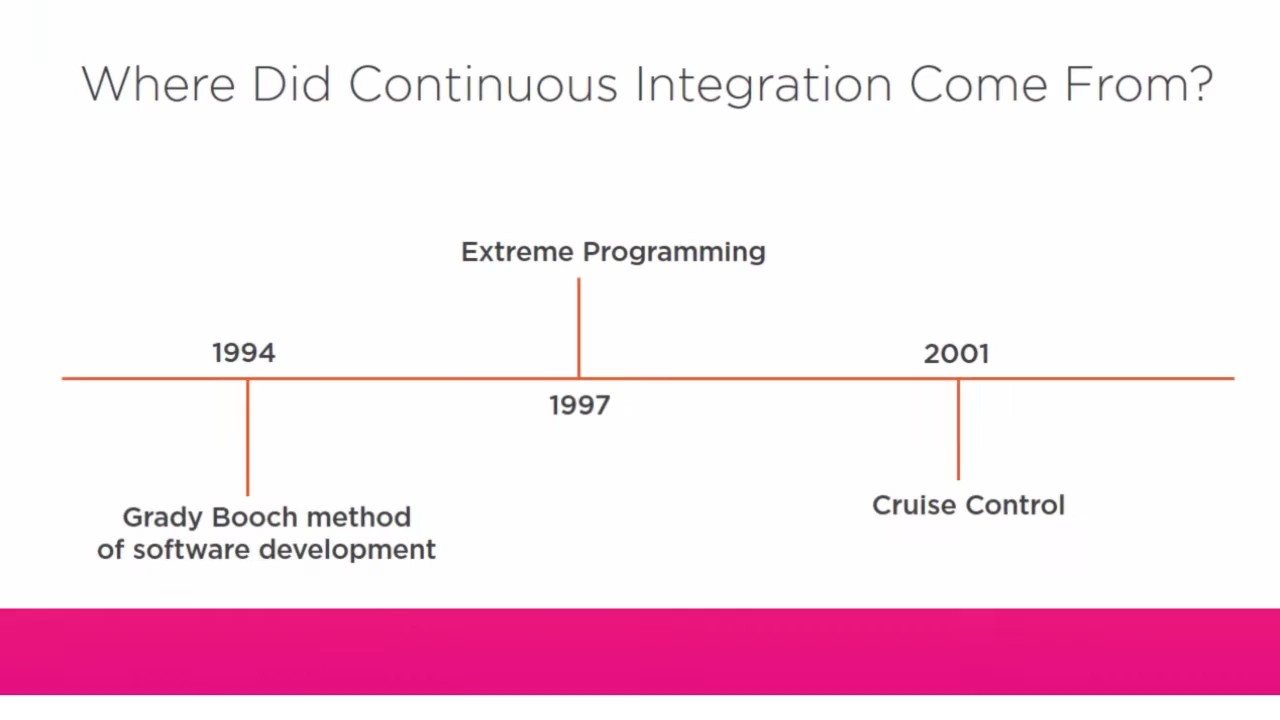 Where Did Continuous Integration Come From?
Extreme Programming
1994
2001
1997
Grady Booch method
of software development
Cruise Control